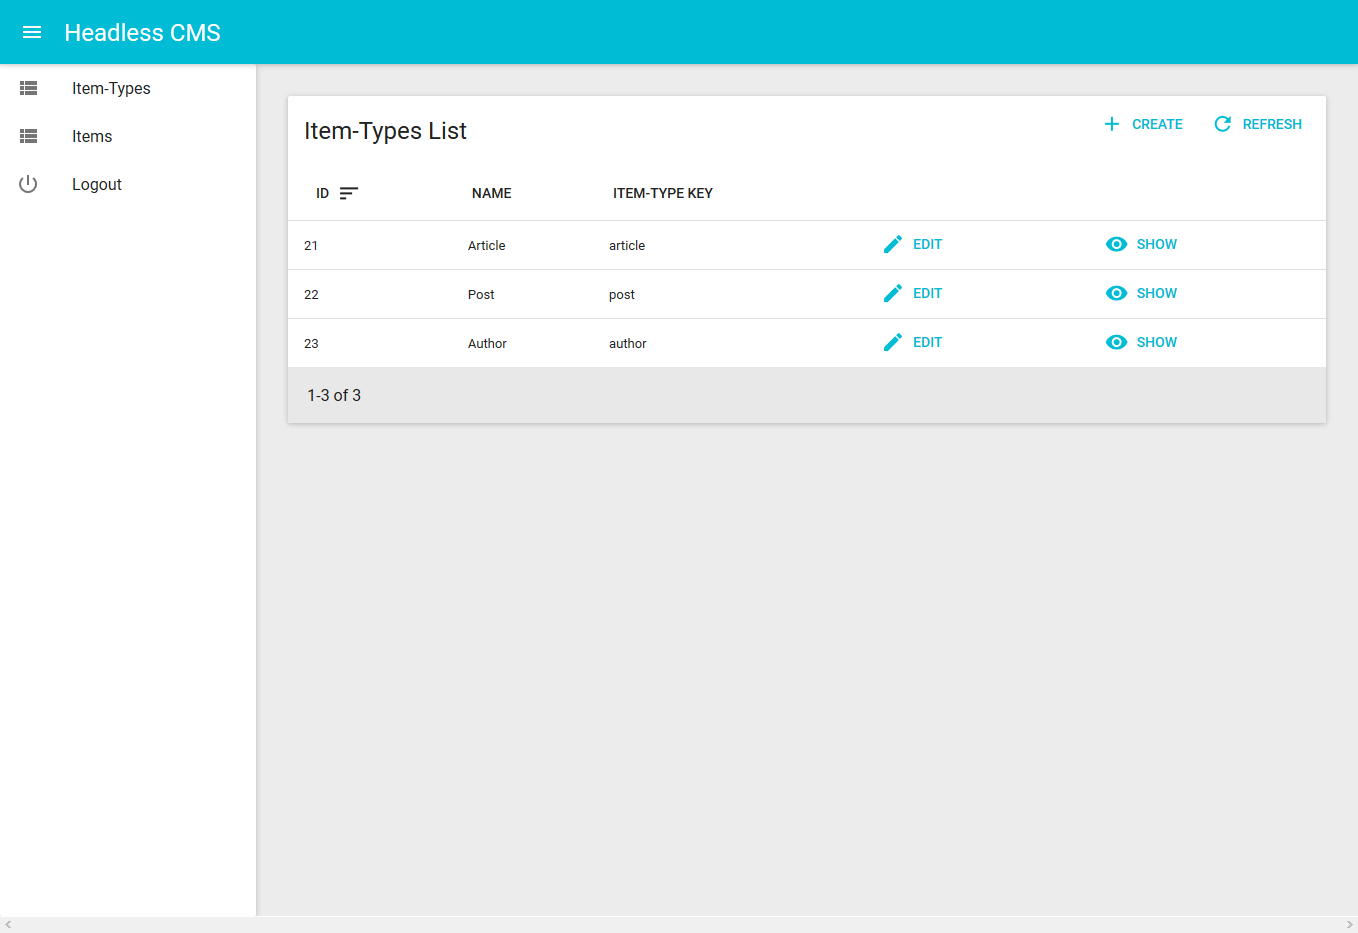 Headless CMS
Item-Types
Items
Logout
Item-Types List
CREATE REFRESH
ID NAME ITEM-TYPE KEY
21 Article article EDIT SHOW
22 Post post EDIT SHOW
23 Author author EDIT SHOW
1-3 of 3